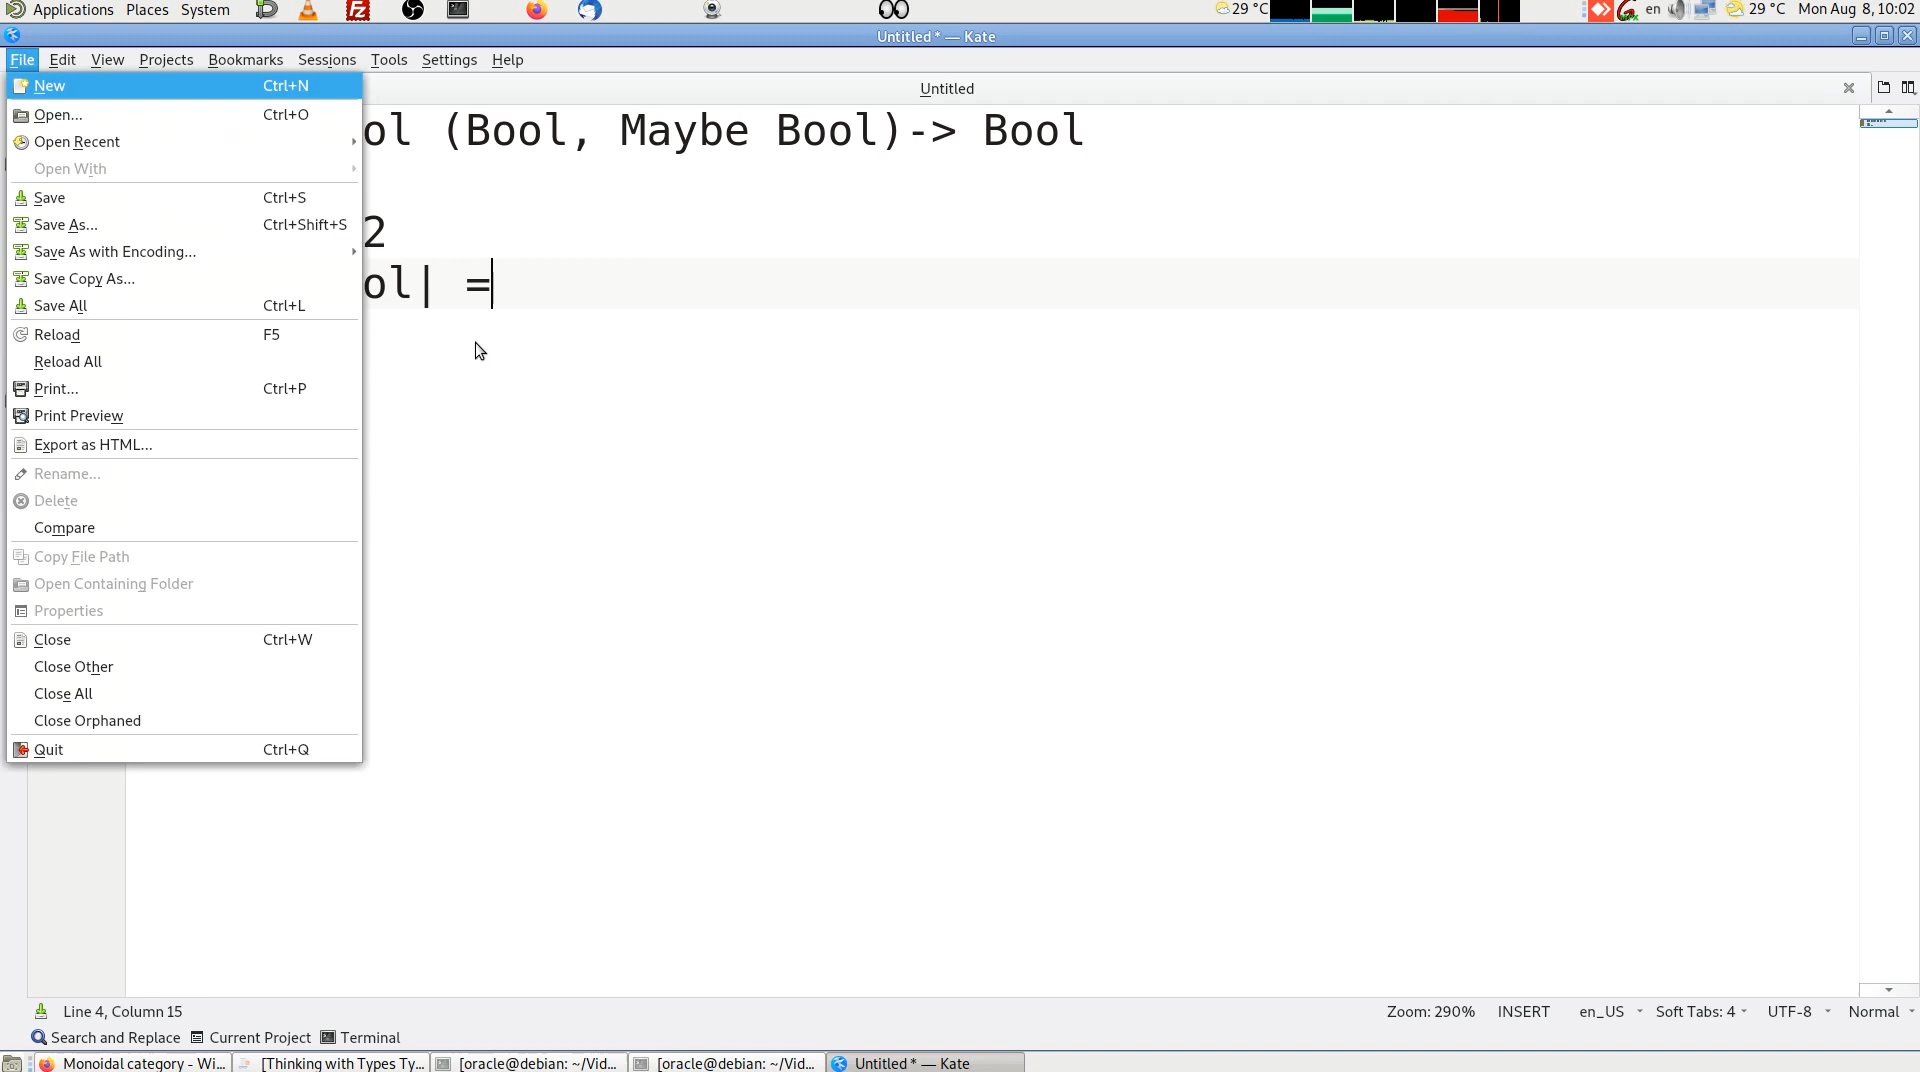 Applications Places System 29 °C en 29 °C Mon Aug 8, 10:02
Untitled * — Kate
File Edit View Projects Bookmarks Sessions Tools Settings Help
New Ctrl+N
Untitled
Open... Ctrl+O
ol (Bool, Maybe Bool)-> Bool
Open Recent
Open With
Save Ctrl+S
Save As... Ctrl+Shift+S
2
Save As with Encoding...
Save Copy As...
ol| =
Save All Ctrl+L
Reload F5
Reload All
Print... Ctrl+P
Print Preview
Export as HTML...
Rename...
Delete
Compare
Copy File Path
Open Containing Folder
Properties
Close Ctrl+W
Close Other
Close All
Close Orphaned
Quit Ctrl+Q
Line 4, Column 15 Zoom: 290% INSERT en_US Soft Tabs: 4 UTF-8 Normal
Search and Replace Current Project Terminal
Monoidal category - Wi... [Thinking with Types Ty... [oracle@debian: ~/Vid... [oracle@debian: ~/Vid... Untitled * — Kate